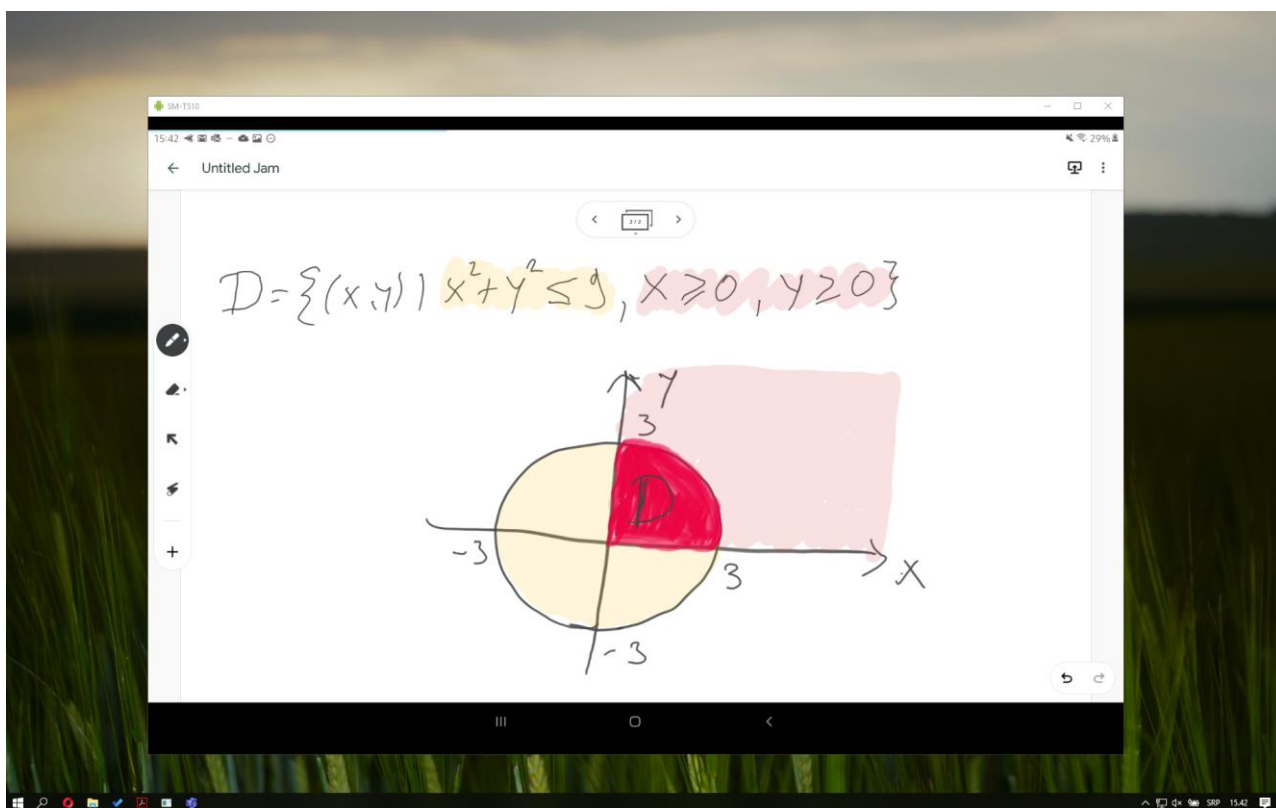 SM-T510
15:42
29%
Untitled Jam
2 / 2
D={(x,y) | x²+y²≤9, x≥0, y≥0}
y
3
D
-3
3
x
-3
SRP 15.42